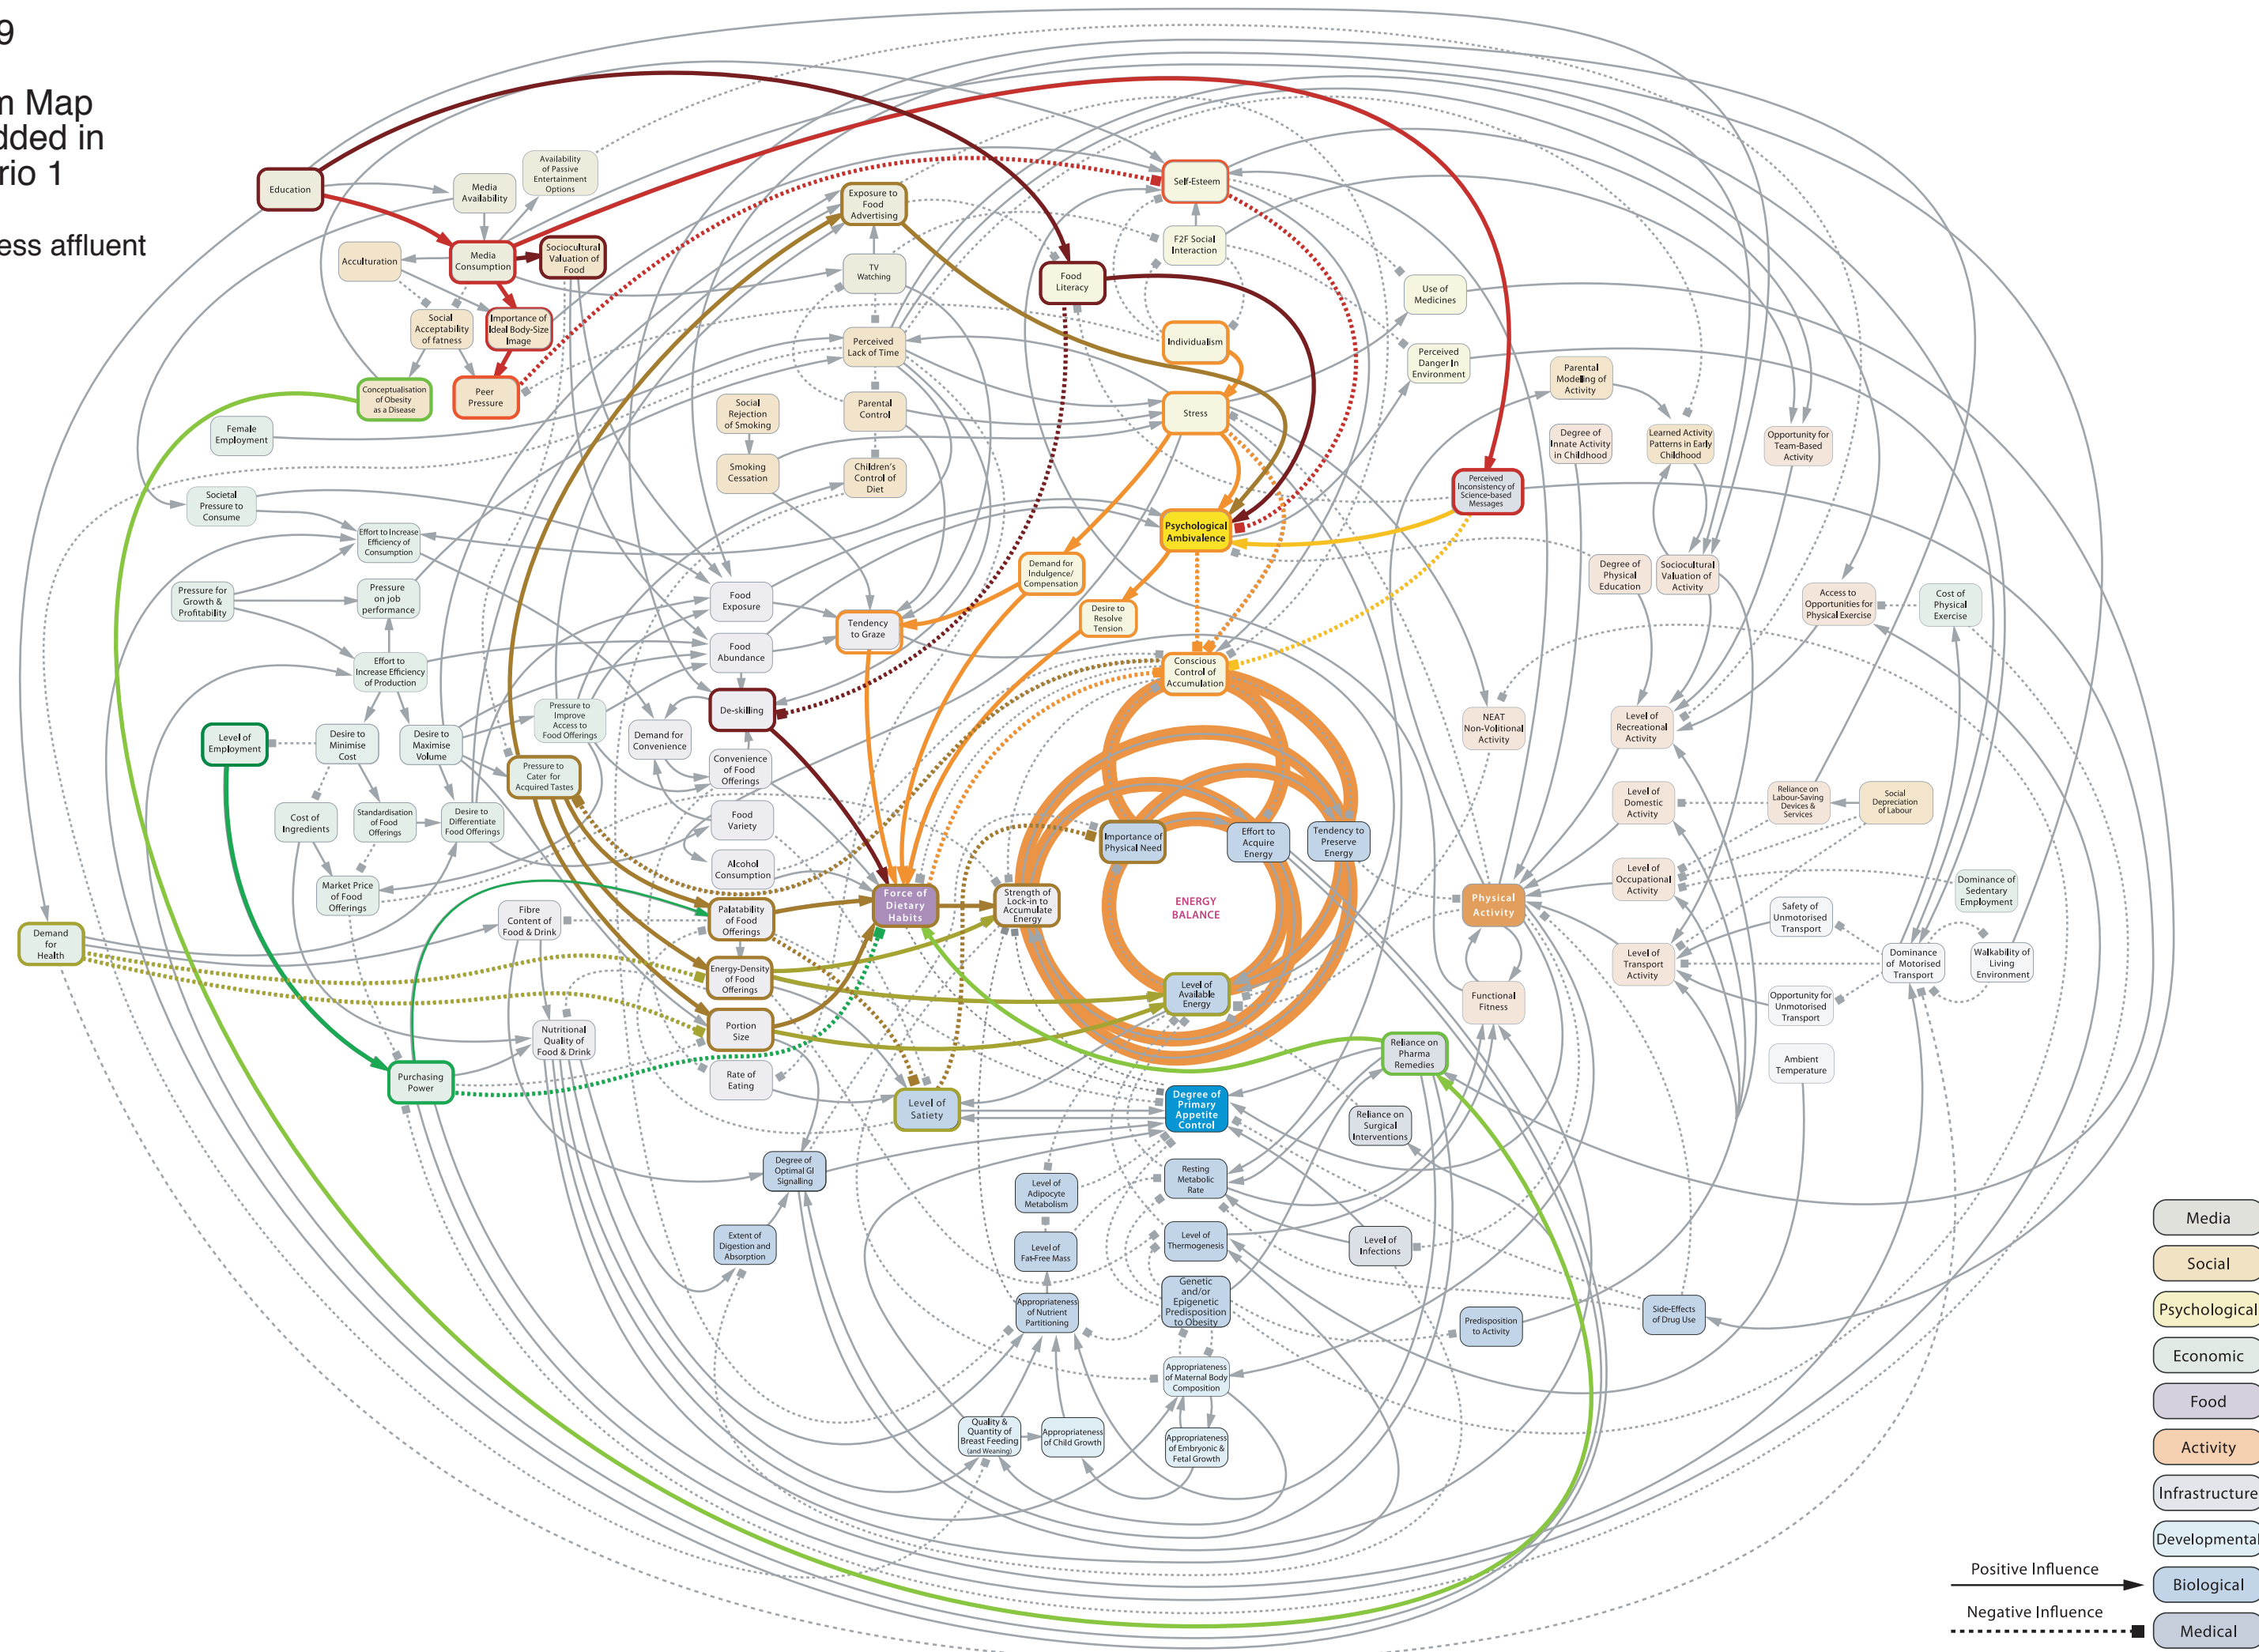 9
m Map
dded in
rio 1
ess affluent
Education
Media
Availability
Availability
of Passive
Entertainment
Options
Acculturation
Media
Consumption
Sociocultural
Valuation of
Food
Social
Acceptability
of fatness
Importance of
Ideal Body-Size
Image
Conceptualisation
of Obesity
as a Disease
Peer
Pressure
Female
Employment
Societal
Pressure to
Consume
Effort to Increase
Efficiency of
Consumption
Pressure for
Growth &
Profitability
Pressure
on job
performance
Effort to
Increase Efficiency
of Production
Level of
Employment
Desire to
Minimise
Cost
Desire to
Maximise
Volume
Pressure to
Improve
Access to
Food Offerings
Pressure to
Cater for
Acquired Tastes
Cost of
Ingredients
Standardisation
of Food
Offerings
Desire to
Differentiate
Food Offerings
Market Price
of Food
Offerings
Demand
for
Health
Fibre
Content of
Food & Drink
Nutritional
Quality of
Food & Drink
Purchasing
Power
Exposure to
Food
Advertising
TV
Watching
Perceived
Lack of Time
Social
Rejection
of Smoking
Parental
Control
Smoking
Cessation
Children's
Control of
Diet
Food
Exposure
Food
Abundance
Tendency
to Graze
De-skilling
Demand for
Convenience
Convenience
of Food
Offerings
Food
Variety
Alcohol
Consumption
Palatability
of Food
Offerings
Energy-Density
of Food
Offerings
Portion
Size
Rate of
Eating
Force of
Dietary
Habits
Strength of
Lock-in to
Accumulate
Energy
Level of
Satiety
Degree of
Optimal GI
Signalling
Extent of
Digestion and
Absorption
Self-Esteem
F2F Social
Interaction
Food
Literacy
Individualism
Stress
Psychological
Ambivalence
Demand for
Indulgence/
Compensation
Desire to
Resolve
Tension
Conscious
Control of
Accumulation
Use of
Medicines
Perceived
Danger In
Environment
Perceived
Inconsistency of
Science-based
Messages
Importance of
Physical Need
Effort to
Acquire
Energy
Tendency to
Preserve
Energy
ENERGY
BALANCE
Level of
Available
Energy
Degree of
Primary
Appetite
Control
Reliance on
Pharma
Remedies
Reliance on
Surgical
Interventions
Level of
Adipocyte
Metabolism
Resting
Metabolic
Rate
Level of
Fat-Free Mass
Level of
Thermogenesis
Level of
Infections
Appropriateness
of Nutrient
Partitioning
Genetic
and/or
Epigenetic
Predisposition
to Obesity
Predisposition
to Activity
Side-Effects
of Drug Use
Appropriateness
of Maternal Body
Composition
Quality &
Quantity of
Breast Feeding
(and Weaning)
Appropriateness
of Child Growth
Appropriateness
of Embryonic &
Fetal Growth
Parental
Modelling of
Activity
Degree of
Innate Activity
in Childhood
Learned Activity
Patterns in Early
Childhood
Opportunity for
Team-Based
Activity
Degree of
Physical
Education
Sociocultural
Valuation of
Activity
Access to
Opportunities for
Physical Exercise
Cost of
Physical
Exercise
NEAT
Non-Volitional
Activity
Level of
Recreational
Activity
Level of
Domestic
Activity
Reliance on
Labour-Saving
Devices &
Services
Social
Depreciation
of Labour
Level of
Occupational
Activity
Dominance of
Sedentary
Employment
Physical
Activity
Safety of
Unmotorised
Transport
Level of
Transport
Activity
Dominance
of Motorised
Transport
Walkability of
Living
Environment
Opportunity for
Unmotorised
Transport
Functional
Fitness
Ambient
Temperature
Media
Social
Psychological
Economic
Food
Activity
Infrastructure
Developmental
Biological
Medical
Positive Influence
Negative Influence